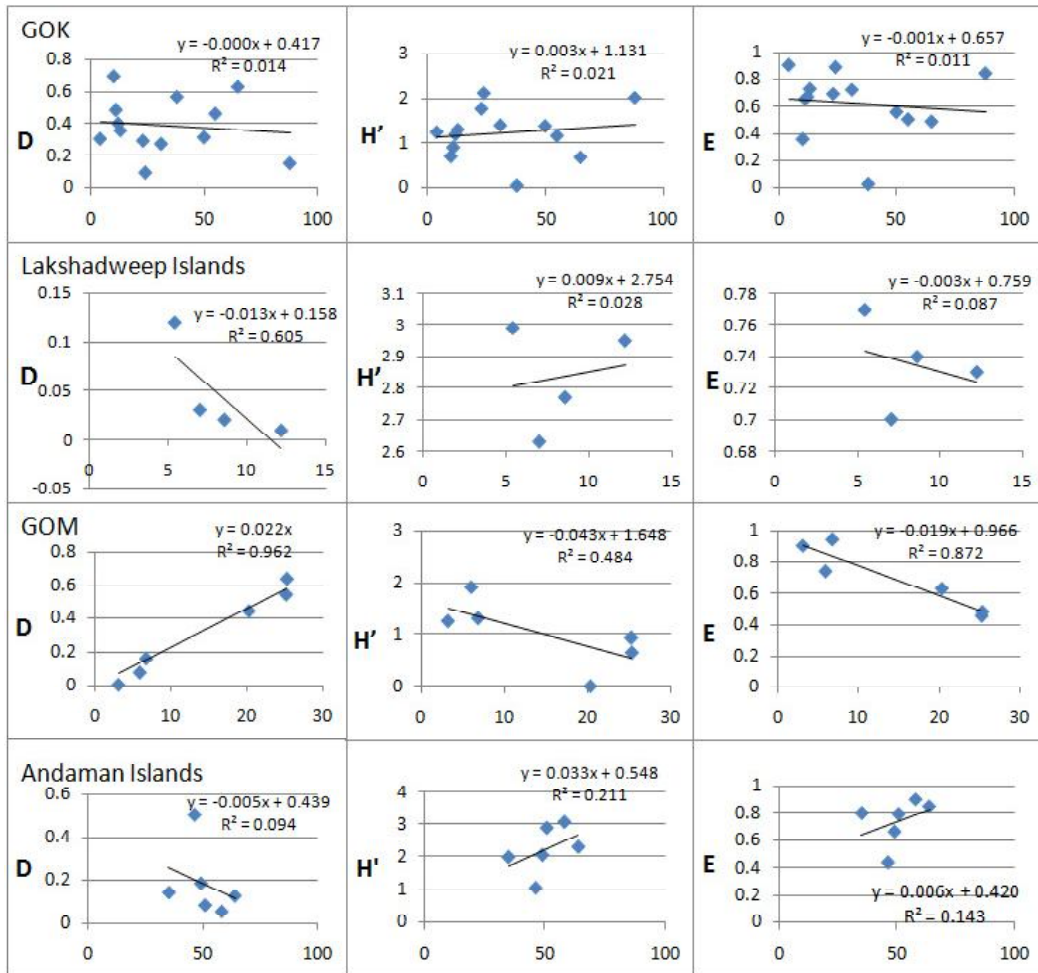 GOK
y = -0.000x + 0.417
R² = 0.014
D
0.8
0.6
0.4
0.2
0
0 50 100
y = 0.003x + 1.131
R² = 0.021
H’
3
2
1
0
0 50 100
y = -0.001x + 0.657
R² = 0.011
E
1
0.8
0.6
0.4
0.2
0
0 50 100
Lakshadweep Islands
y = -0.013x + 0.158
R² = 0.605
D
0.15
0.1
0.05
0
-0.05
0 5 10 15
y = 0.009x + 2.754
R² = 0.028
H’
3.1
3
2.9
2.8
2.7
2.6
0 5 10 15
y = -0.003x + 0.759
R² = 0.087
E
0.78
0.76
0.74
0.72
0.7
0.68
0 5 10 15
GOM
y = 0.022x
R² = 0.962
D
0.8
0.6
0.4
0.2
0
0 10 20 30
y = -0.043x + 1.648
R² = 0.484
H’
3
2
1
0
0 10 20 30
y = -0.019x + 0.966
R² = 0.872
E
1
0.8
0.6
0.4
0.2
0
0 10 20 30
Andaman Islands
y = -0.005x + 0.439
R² = 0.094
D
0.6
0.4
0.2
0
0 50 100
y = 0.033x + 0.548
R² = 0.211
H'
4
3
2
1
0
0 50 100
y = 0.006x + 0.420
R² = 0.143
E
1
0.8
0.6
0.4
0.2
0
0 50 100